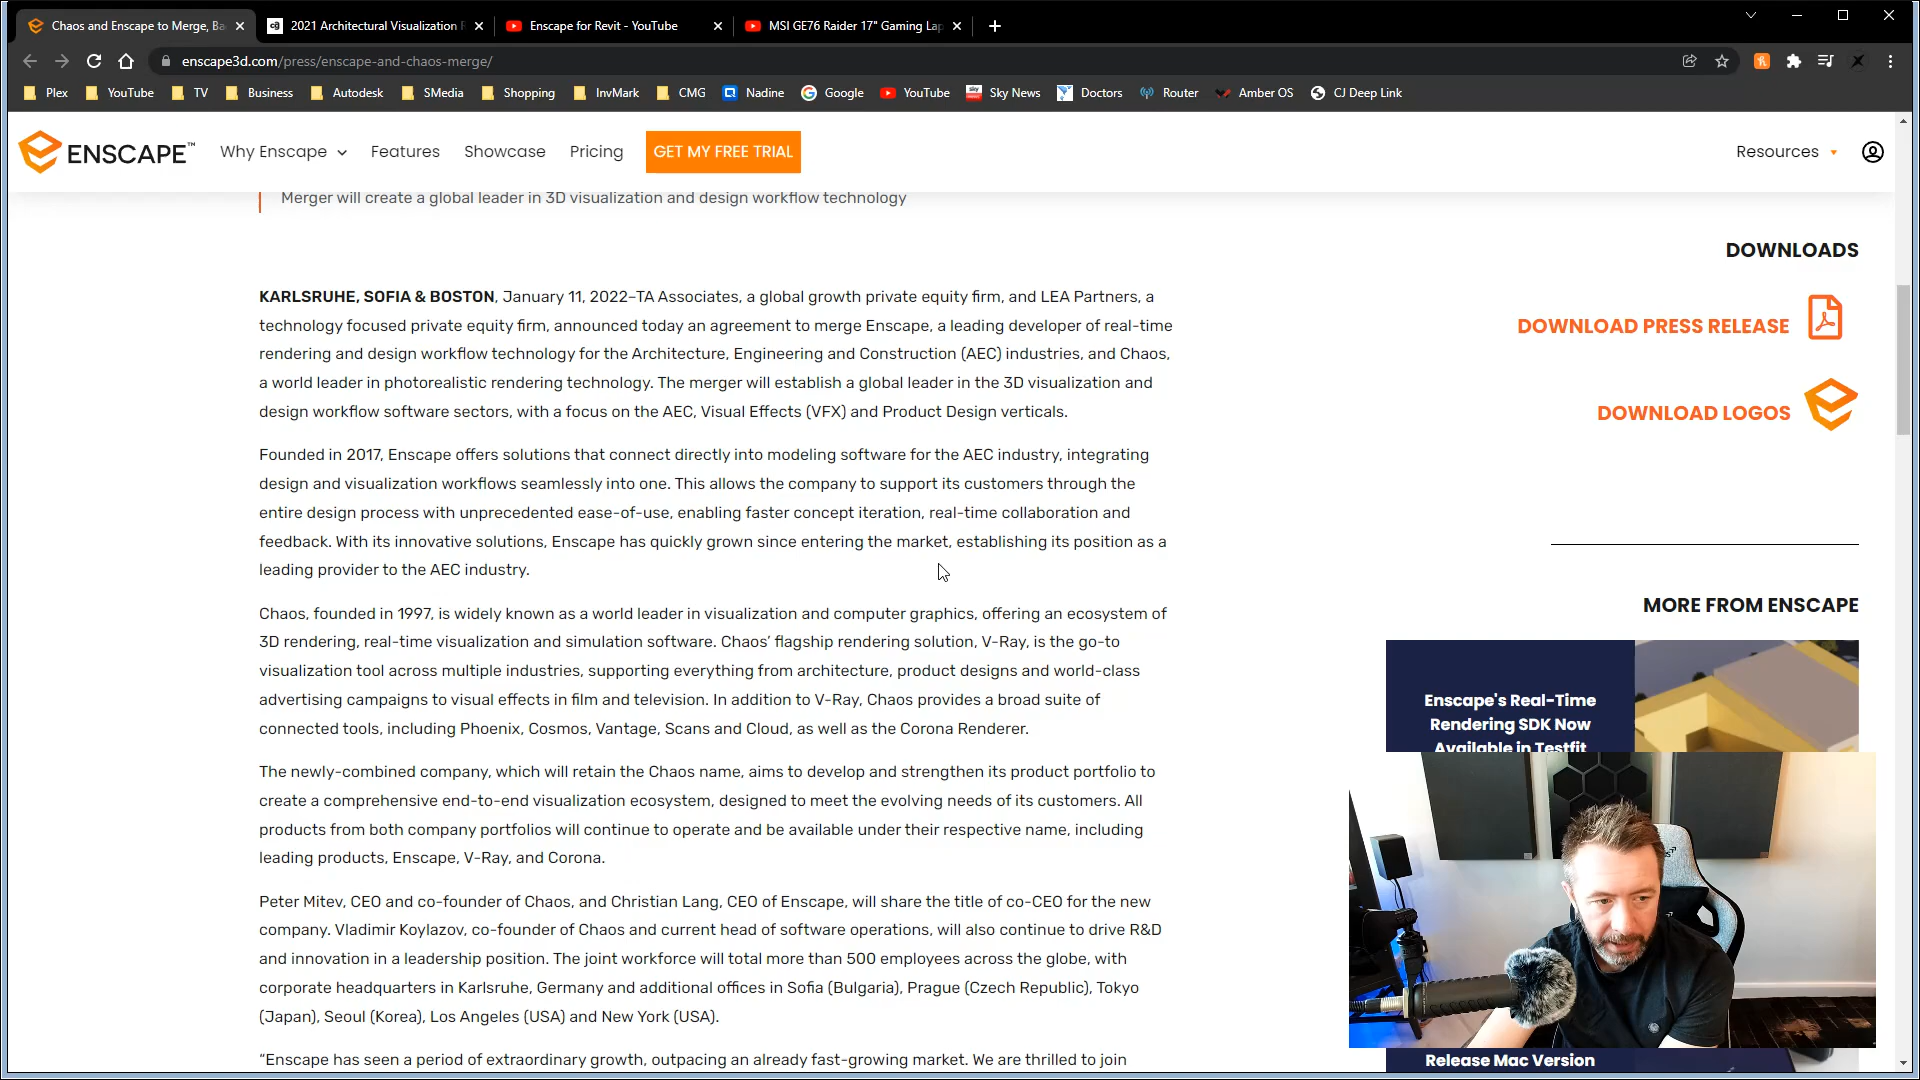 Chaos and Enscape to Merge, Ba
2021 Architectural Visualization R
Enscape for Revit - YouTube
MSI GE76 Raider 17" Gaming Lap
enscape3d.com/press/enscape-and-chaos-merge/
Plex YouTube TV Business Autodesk SMedia Shopping InvMark CMG Nadine Google YouTube Sky News Doctors Router Amber OS CJ Deep Link
ENSCAPE™ Why Enscape Features Showcase Pricing GET MY FREE TRIAL Resources
Merger will create a global leader in 3D visualization and design workflow technology
KARLSRUHE, SOFIA & BOSTON, January 11, 2022–TA Associates, a global growth private equity firm, and LEA Partners, a
technology focused private equity firm, announced today an agreement to merge Enscape, a leading developer of real-time
rendering and design workflow technology for the Architecture, Engineering and Construction (AEC) industries, and Chaos,
a world leader in photorealistic rendering technology. The merger will establish a global leader in the 3D visualization and
design workflow software sectors, with a focus on the AEC, Visual Effects (VFX) and Product Design verticals.
Founded in 2017, Enscape offers solutions that connect directly into modeling software for the AEC industry, integrating
design and visualization workflows seamlessly into one. This allows the company to support its customers through the
entire design process with unprecedented ease-of-use, enabling faster concept iteration, real-time collaboration and
feedback. With its innovative solutions, Enscape has quickly grown since entering the market, establishing its position as a
leading provider to the AEC industry.
Chaos, founded in 1997, is widely known as a world leader in visualization and computer graphics, offering an ecosystem of
3D rendering, real-time visualization and simulation software. Chaos’ flagship rendering solution, V-Ray, is the go-to
visualization tool across multiple industries, supporting everything from architecture, product designs and world-class
advertising campaigns to visual effects in film and television. In addition to V-Ray, Chaos provides a broad suite of
connected tools, including Phoenix, Cosmos, Vantage, Scans and Cloud, as well as the Corona Renderer.
The newly-combined company, which will retain the Chaos name, aims to develop and strengthen its product portfolio to
create a comprehensive end-to-end visualization ecosystem, designed to meet the evolving needs of its customers. All
products from both company portfolios will continue to operate and be available under their respective name, including
leading products, Enscape, V-Ray, and Corona.
Peter Mitev, CEO and co-founder of Chaos, and Christian Lang, CEO of Enscape, will share the title of co-CEO for the new
company. Vladimir Koylazov, co-founder of Chaos and current head of software operations, will also continue to drive R&D
and innovation in a leadership position. The joint workforce will total more than 500 employees across the globe, with
corporate headquarters in Karlsruhe, Germany and additional offices in Sofia (Bulgaria), Prague (Czech Republic), Tokyo
(Japan), Seoul (Korea), Los Angeles (USA) and New York (USA).
“Enscape has seen a period of extraordinary growth, outpacing an already fast-growing market. We are thrilled to join
DOWNLOADS
DOWNLOAD PRESS RELEASE
DOWNLOAD LOGOS
MORE FROM ENSCAPE
Enscape's Real-Time
Rendering SDK Now
Available in Testfit
Release Mac Version